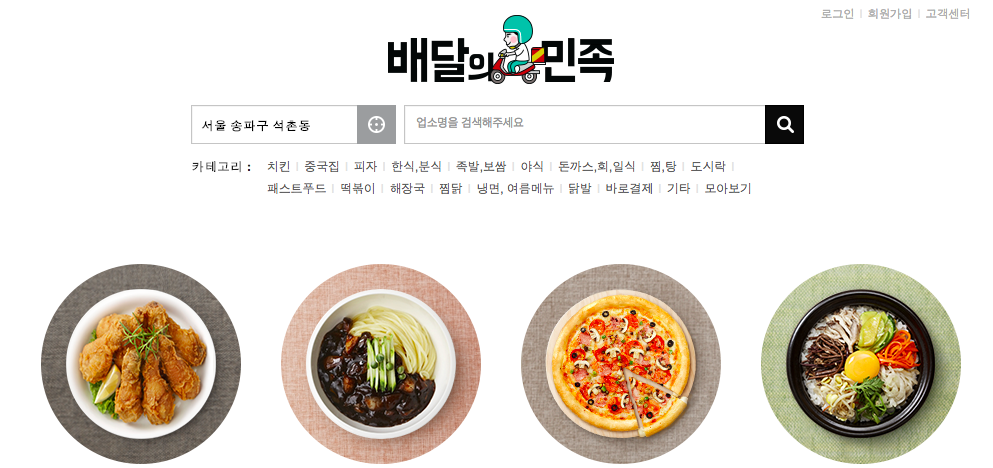 로그인 | 회원가입 | 고객센터
배달의민족
서울 송파구 석촌동
업소명을 검색해주세요
카테고리 : 치킨 | 중국집 | 피자 | 한식,분식 | 족발,보쌈 | 야식 | 돈까스,회,일식 | 찜,탕 | 도시락 |
패스트푸드 | 떡볶이 | 해장국 | 찜닭 | 냉면, 여름메뉴 | 닭발 | 바로결제 | 기타 | 모아보기